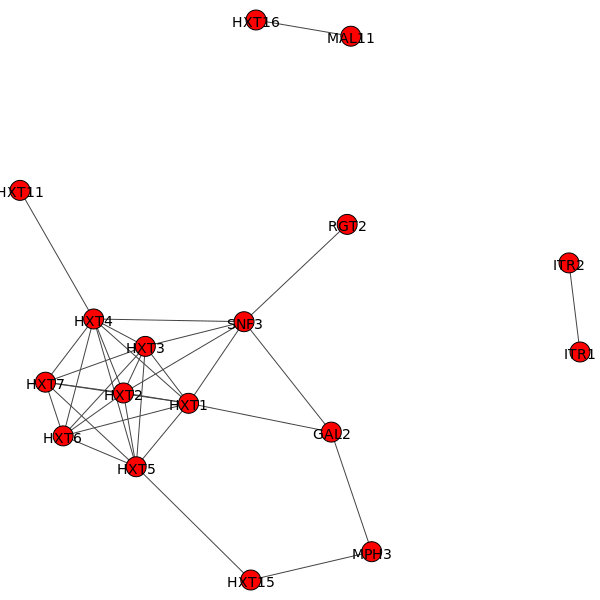 HXT16
MAL11
HXT11
RGT2
ITR2
HXT4
SNF3
HXT3
ITR1
HXT7
HXT2
HXT1
GAL2
HXT6
HXT5
MPH3
HXT15